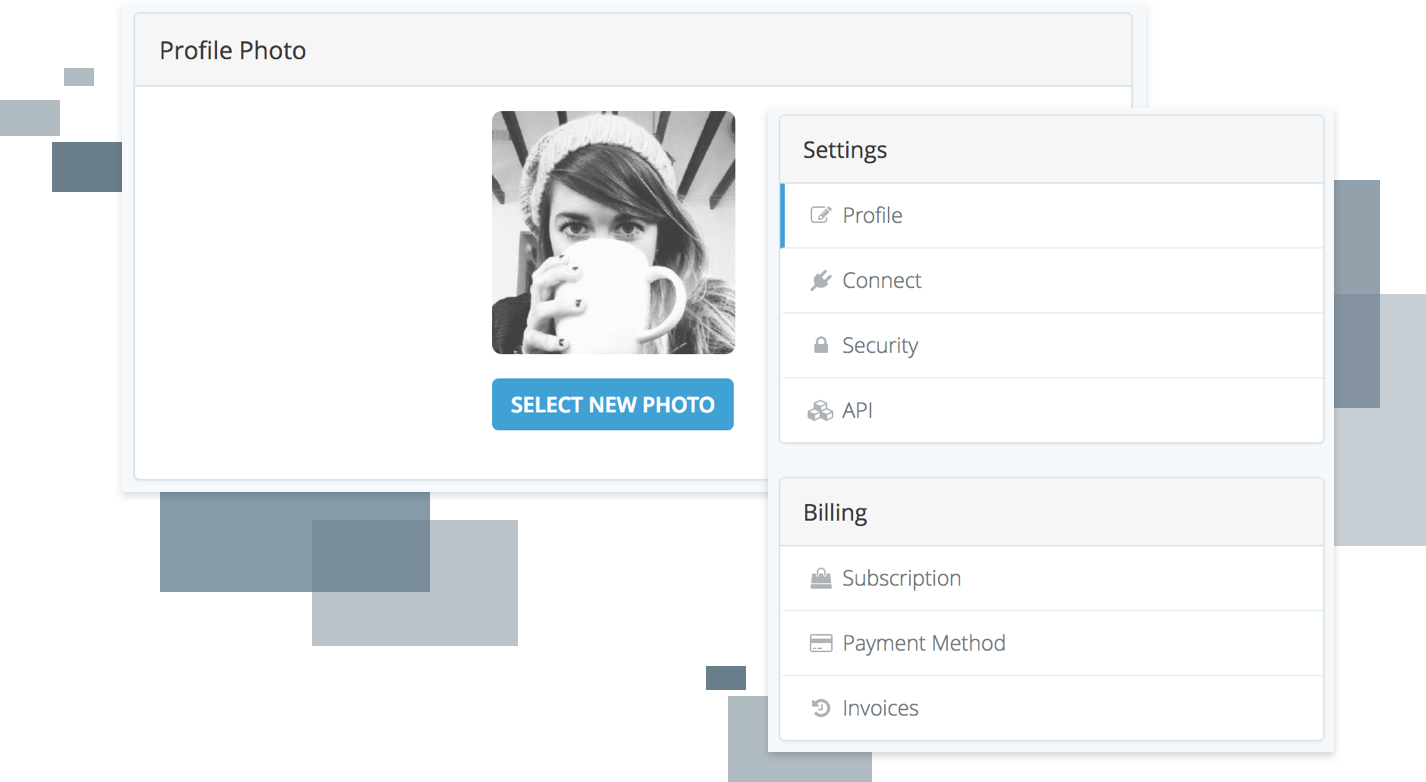 Profile Photo
SELECT NEW PHOTO
Settings
Profile
Connect
Security
API
Billing
Subscription
Payment Method
Invoices